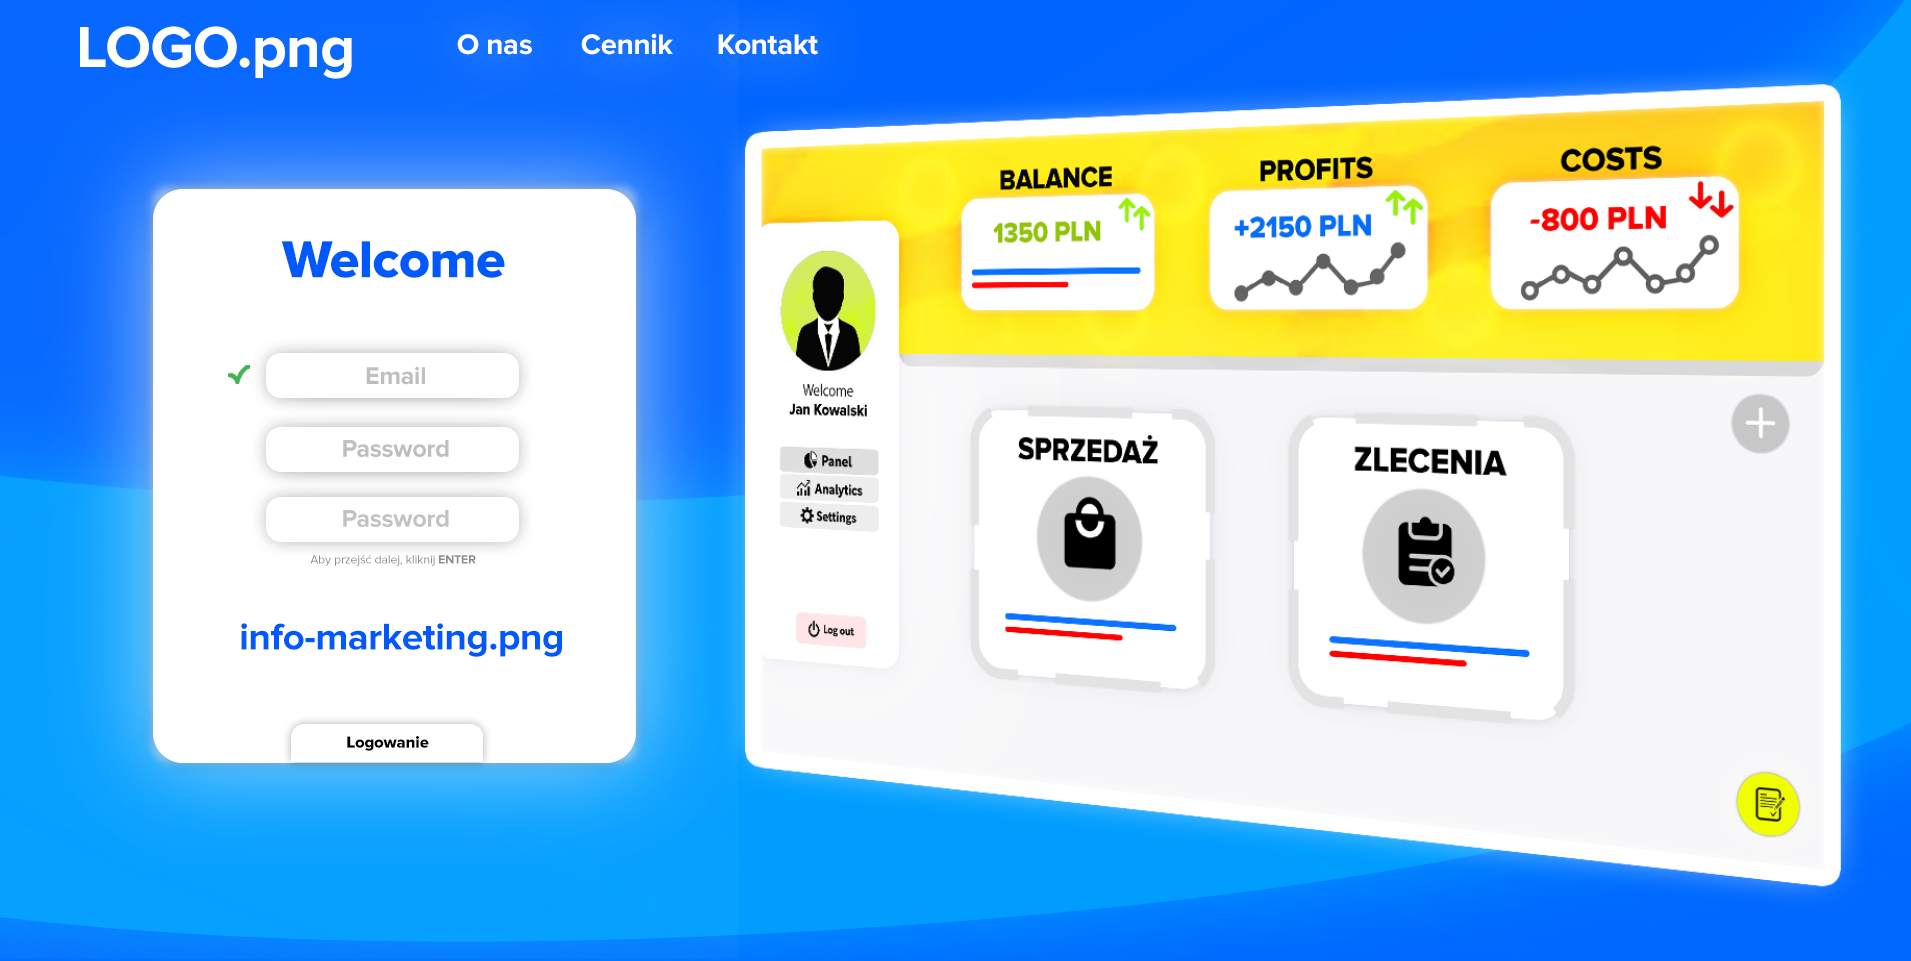 LOGO.png
O nas
Cennik
Kontakt
Welcome
Email
Password
Password
Aby przejść dalej, kliknij ENTER
info-marketing.png
Logowanie
BALANCE
1350 PLN
PROFITS
+2150 PLN
COSTS
-800 PLN
Welcome
Jan Kowalski
Panel
Analytics
Settings
Log out
SPRZEDAŻ
ZLECENIA